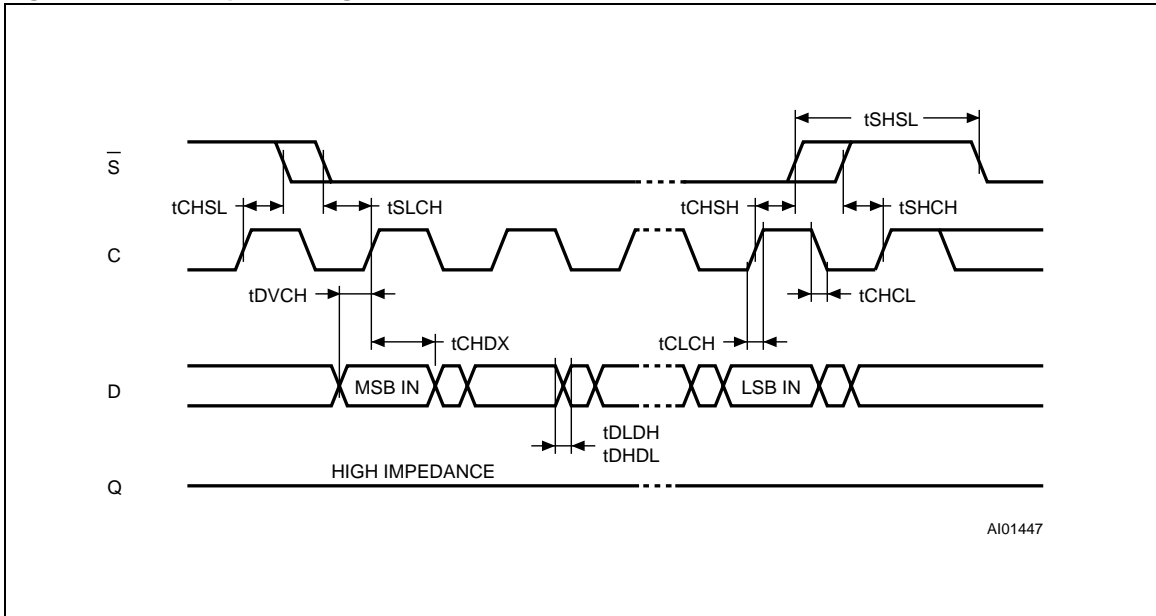 tSHSL
S̅
tCHSL
tSLCH
tCHSH
tSHCH
C
tDVCH
tCHCL
tCHDX
tCLCH
D
MSB IN
LSB IN
tDLDH
tDHDL
HIGH IMPEDANCE
Q
AI01447